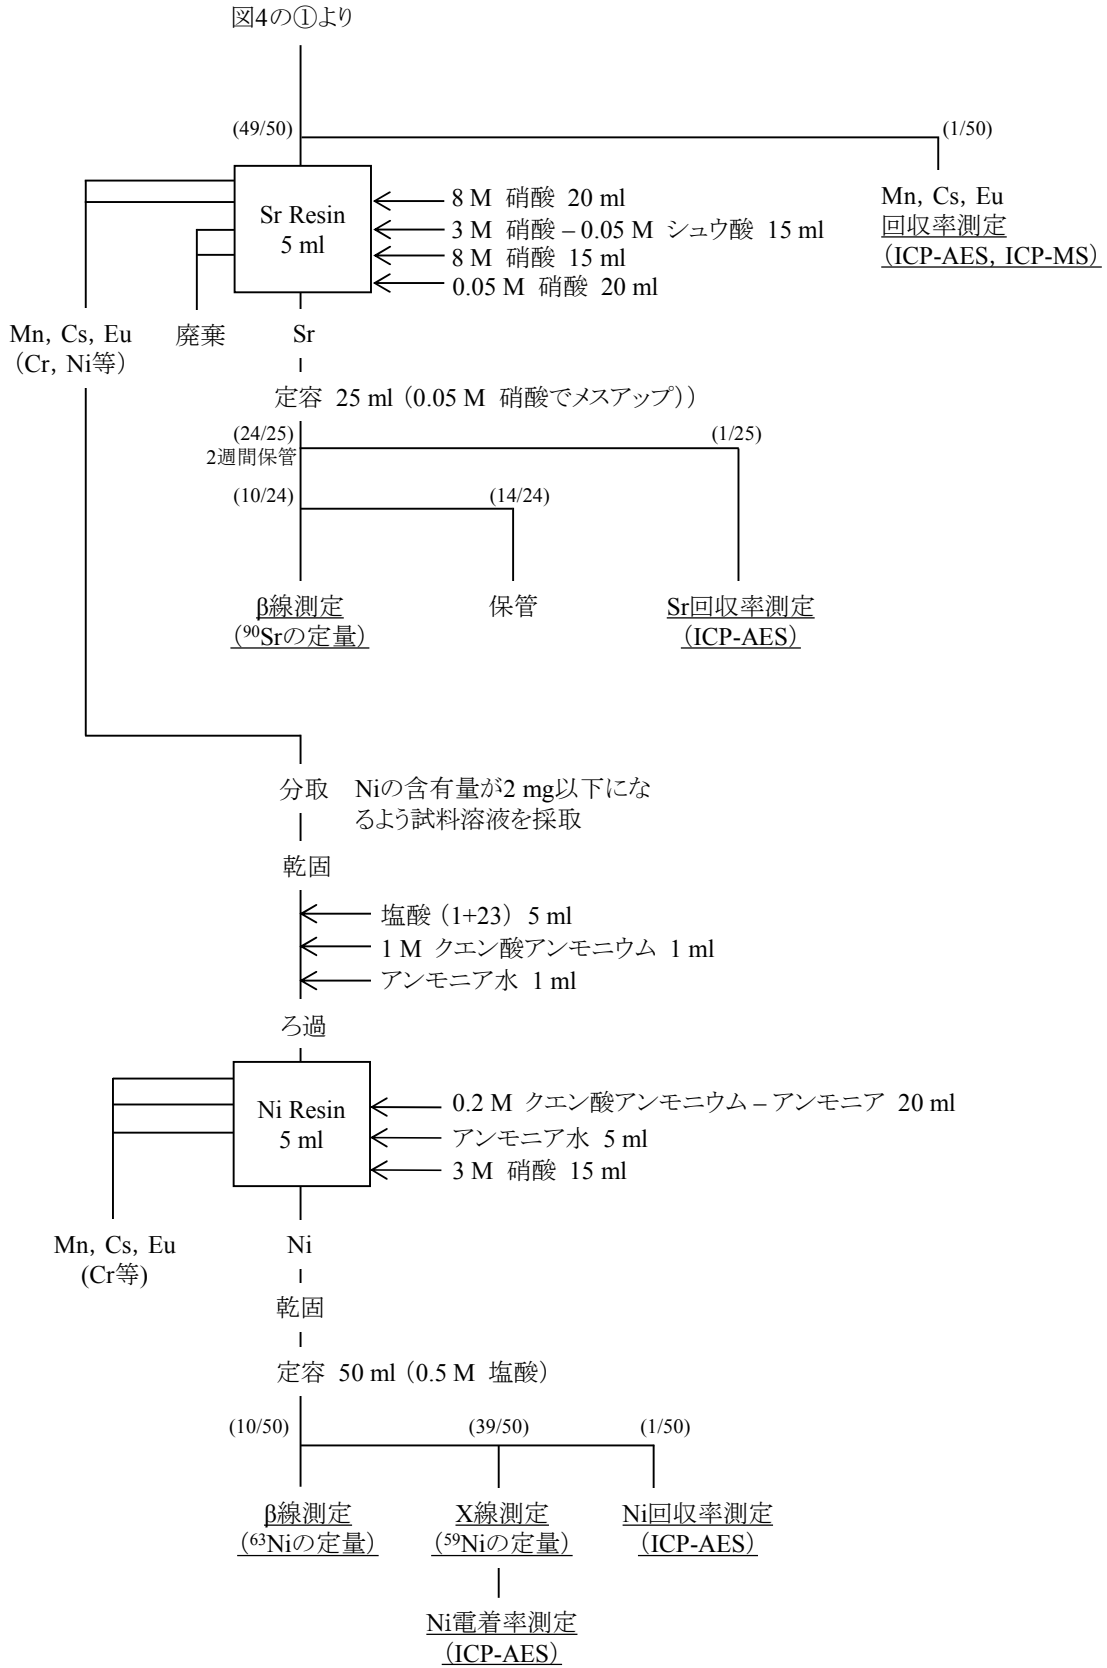 図4の①より
(49/50)
(1/50)
Sr Resin
5 ml
8 M 硝酸 20 ml
3 M 硝酸 – 0.05 M シュウ酸 15 ml
8 M 硝酸 15 ml
0.05 M 硝酸 20 ml
Mn, Cs, Eu
回収率測定
(ICP-AES, ICP-MS)
Mn, Cs, Eu
(Cr, Ni等)
廃棄
Sr
定容 25 ml (0.05 M 硝酸でメスアップ))
(24/25)
2週間保管
(1/25)
(10/24)
(14/24)
β線測定
(⁹⁰Srの定量)
保管
Sr回収率測定
(ICP-AES)
分取
Niの含有量が2 mg以下にな
るよう試料溶液を採取
乾固
塩酸 (1+23) 5 ml
1 M クエン酸アンモニウム 1 ml
アンモニア水 1 ml
ろ過
Ni Resin
5 ml
0.2 M クエン酸アンモニウム – アンモニア 20 ml
アンモニア水 5 ml
3 M 硝酸 15 ml
Mn, Cs, Eu
(Cr等)
Ni
乾固
定容 50 ml (0.5 M 塩酸)
(10/50)
(39/50)
(1/50)
β線測定
(⁶³Niの定量)
X線測定
(⁵⁹Niの定量)
Ni回収率測定
(ICP-AES)
Ni電着率測定
(ICP-AES)